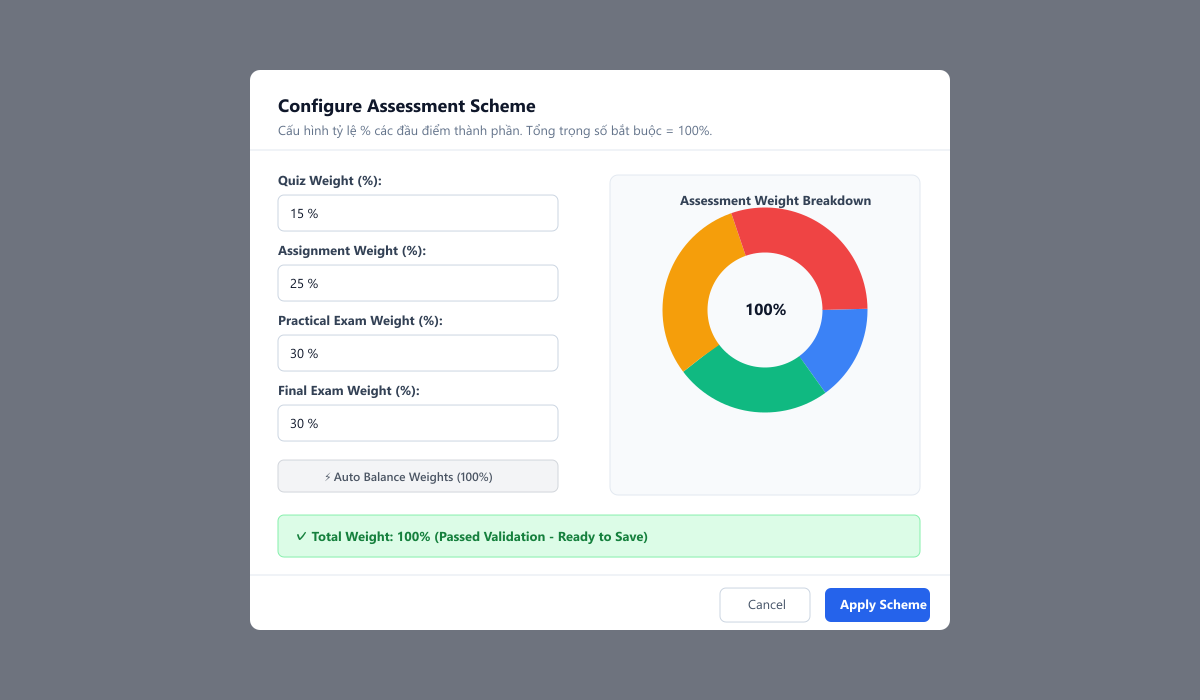 Configure Assessment Scheme
Cấu hình tỷ lệ % các đầu điểm thành phần. Tổng trọng số bắt buộc = 100%.
Quiz Weight (%):
15 %
Assignment Weight (%):
25 %
Practical Exam Weight (%):
30 %
Final Exam Weight (%):
30 %
⚡ Auto Balance Weights (100%)
Assessment Weight Breakdown
100%
✓ Total Weight: 100% (Passed Validation - Ready to Save)
Cancel
Apply Scheme